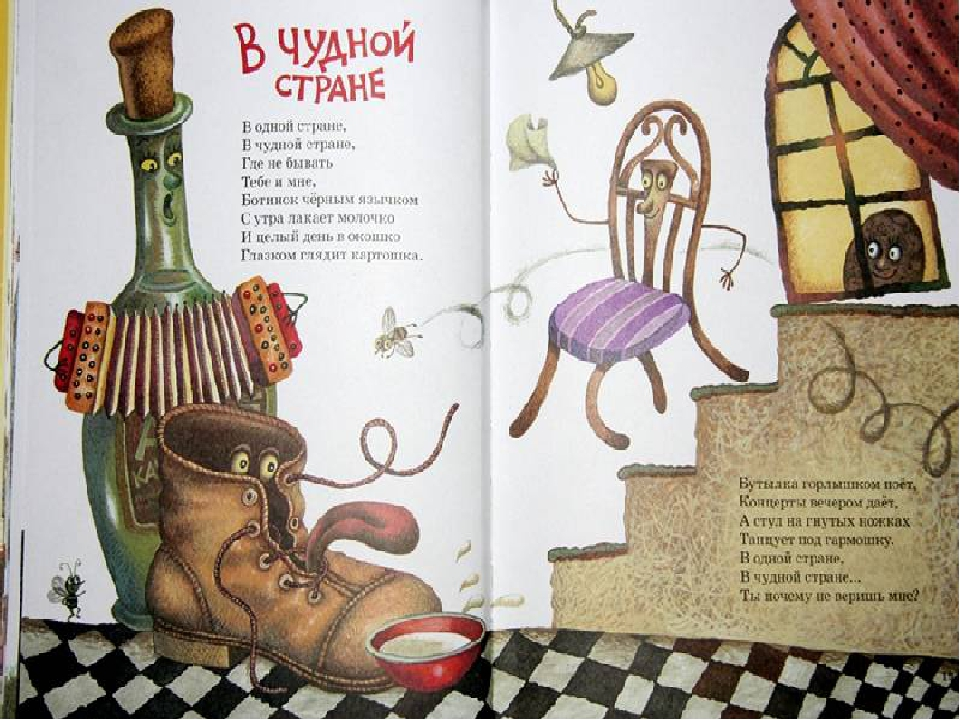 В ЧУДНОЙ
СТРАНЕ
В одной стране,
В чудной стране,
Где не бывать
Тебе и мне,
Ботинок чёрным язычком
С утра лакает молочко
И целый день в окошко
Глазком глядит картошка.
Бутылка горлышком поёт,
Концерты вечером даёт,
А стул на гнутых ножках
Танцует под гармошку.
В одной стране,
В чудной стране...
Ты почему не веришь мне?